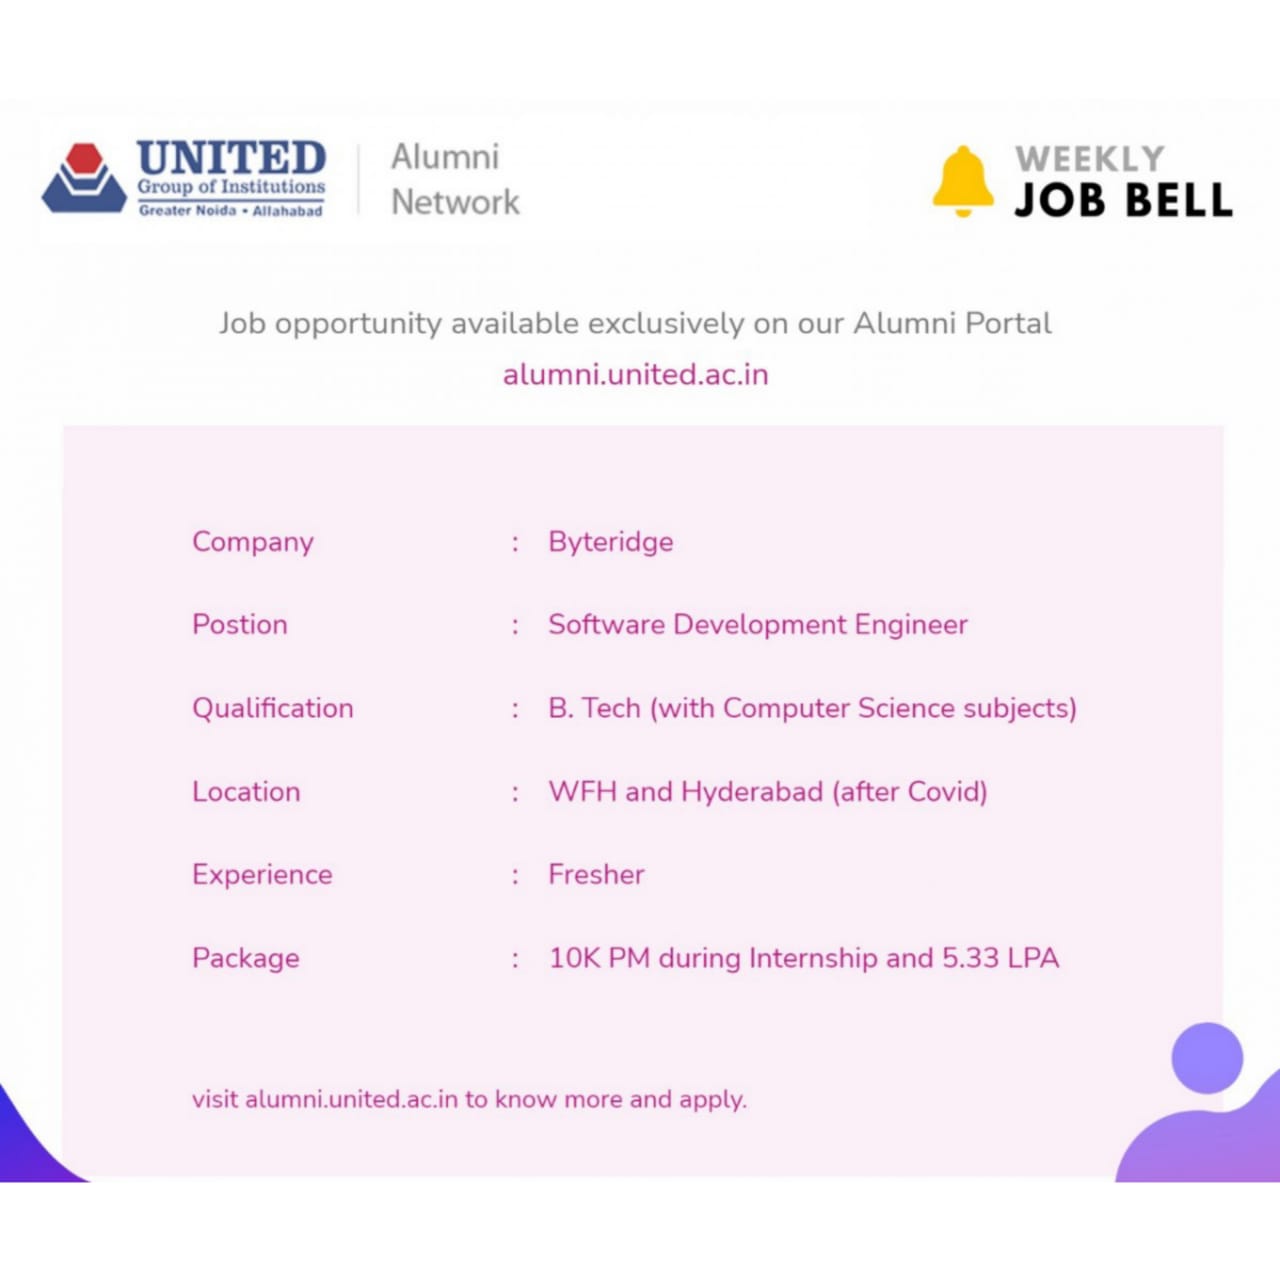 UNITED
Group of Institutions
Greater Noida • Allahabad
Alumni
Network
WEEKLY
JOB BELL
Job opportunity available exclusively on our Alumni Portal
alumni.united.ac.in
Company : Byteridge
Postion : Software Development Engineer
Qualification : B. Tech (with Computer Science subjects)
Location : WFH and Hyderabad (after Covid)
Experience : Fresher
Package : 10K PM during Internship and 5.33 LPA
visit alumni.united.ac.in to know more and apply.